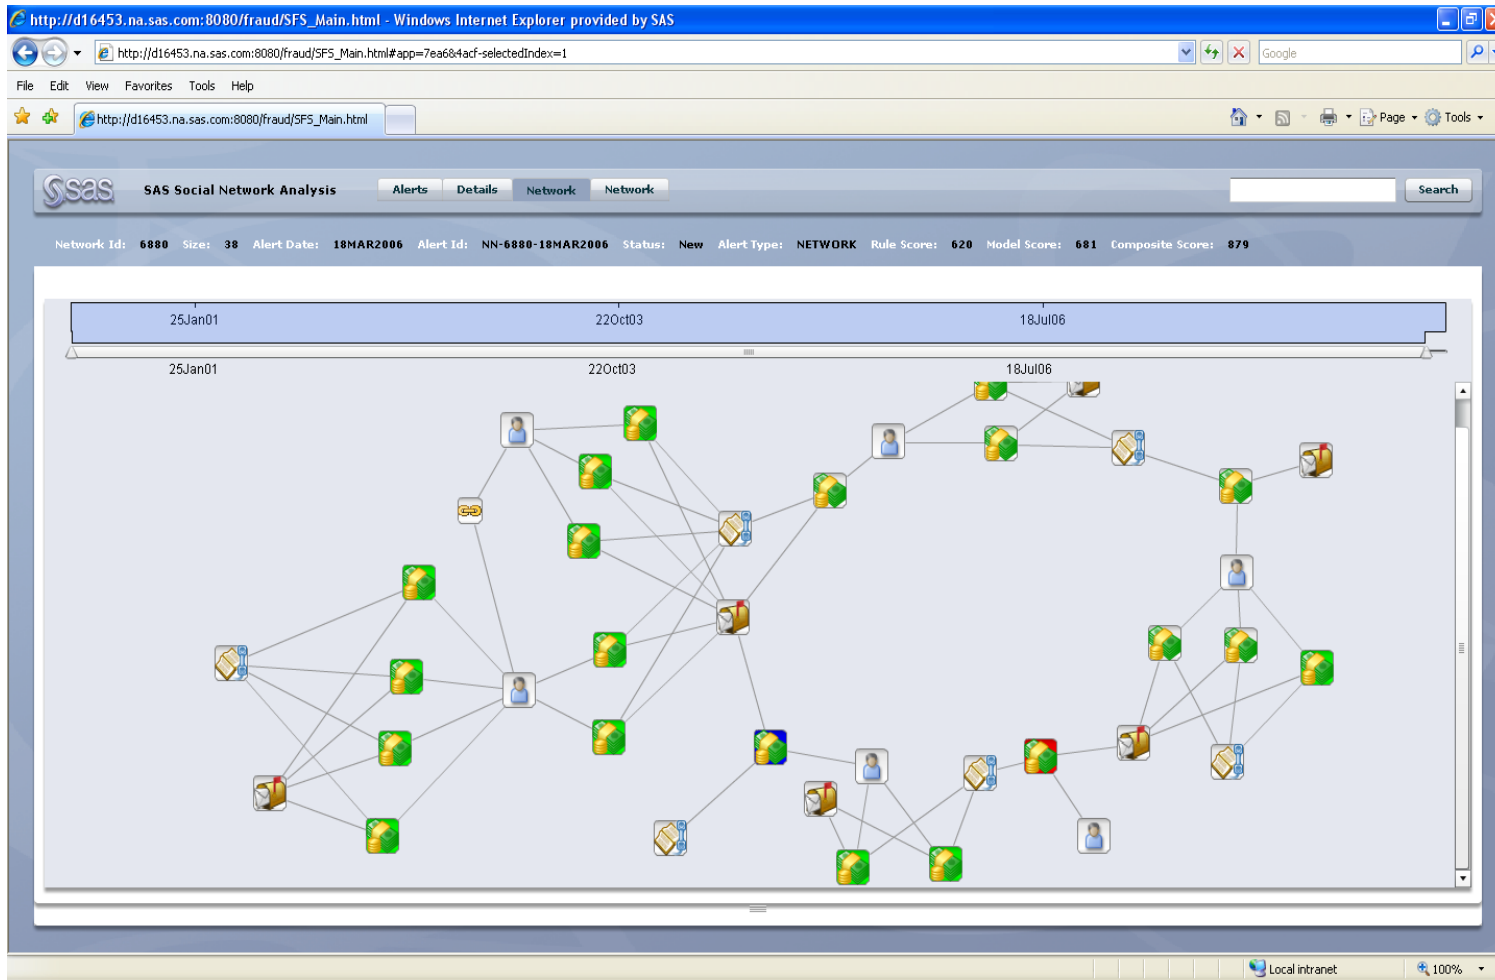 http://d16453.na.sas.com:8080/fraud/SFS_Main.html - Windows Internet Explorer provided by SAS
http://d16453.na.sas.com:8080/fraud/SFS_Main.html#app=7ea6&4acf-selectedIndex=1 Google
File Edit View Favorites Tools Help
http://d16453.na.sas.com:8080/fraud/SFS_Main.html Page Tools
sas SAS Social Network Analysis Alerts Details Network Network Search
Network Id: 6880 Size: 38 Alert Date: 18MAR2006 Alert Id: NN-6880-18MAR2006 Status: New Alert Type: NETWORK Rule Score: 620 Model Score: 681 Composite Score: 879
25Jan01 22Oct03 18Jul06
25Jan01 22Oct03 18Jul06
Local intranet 100%